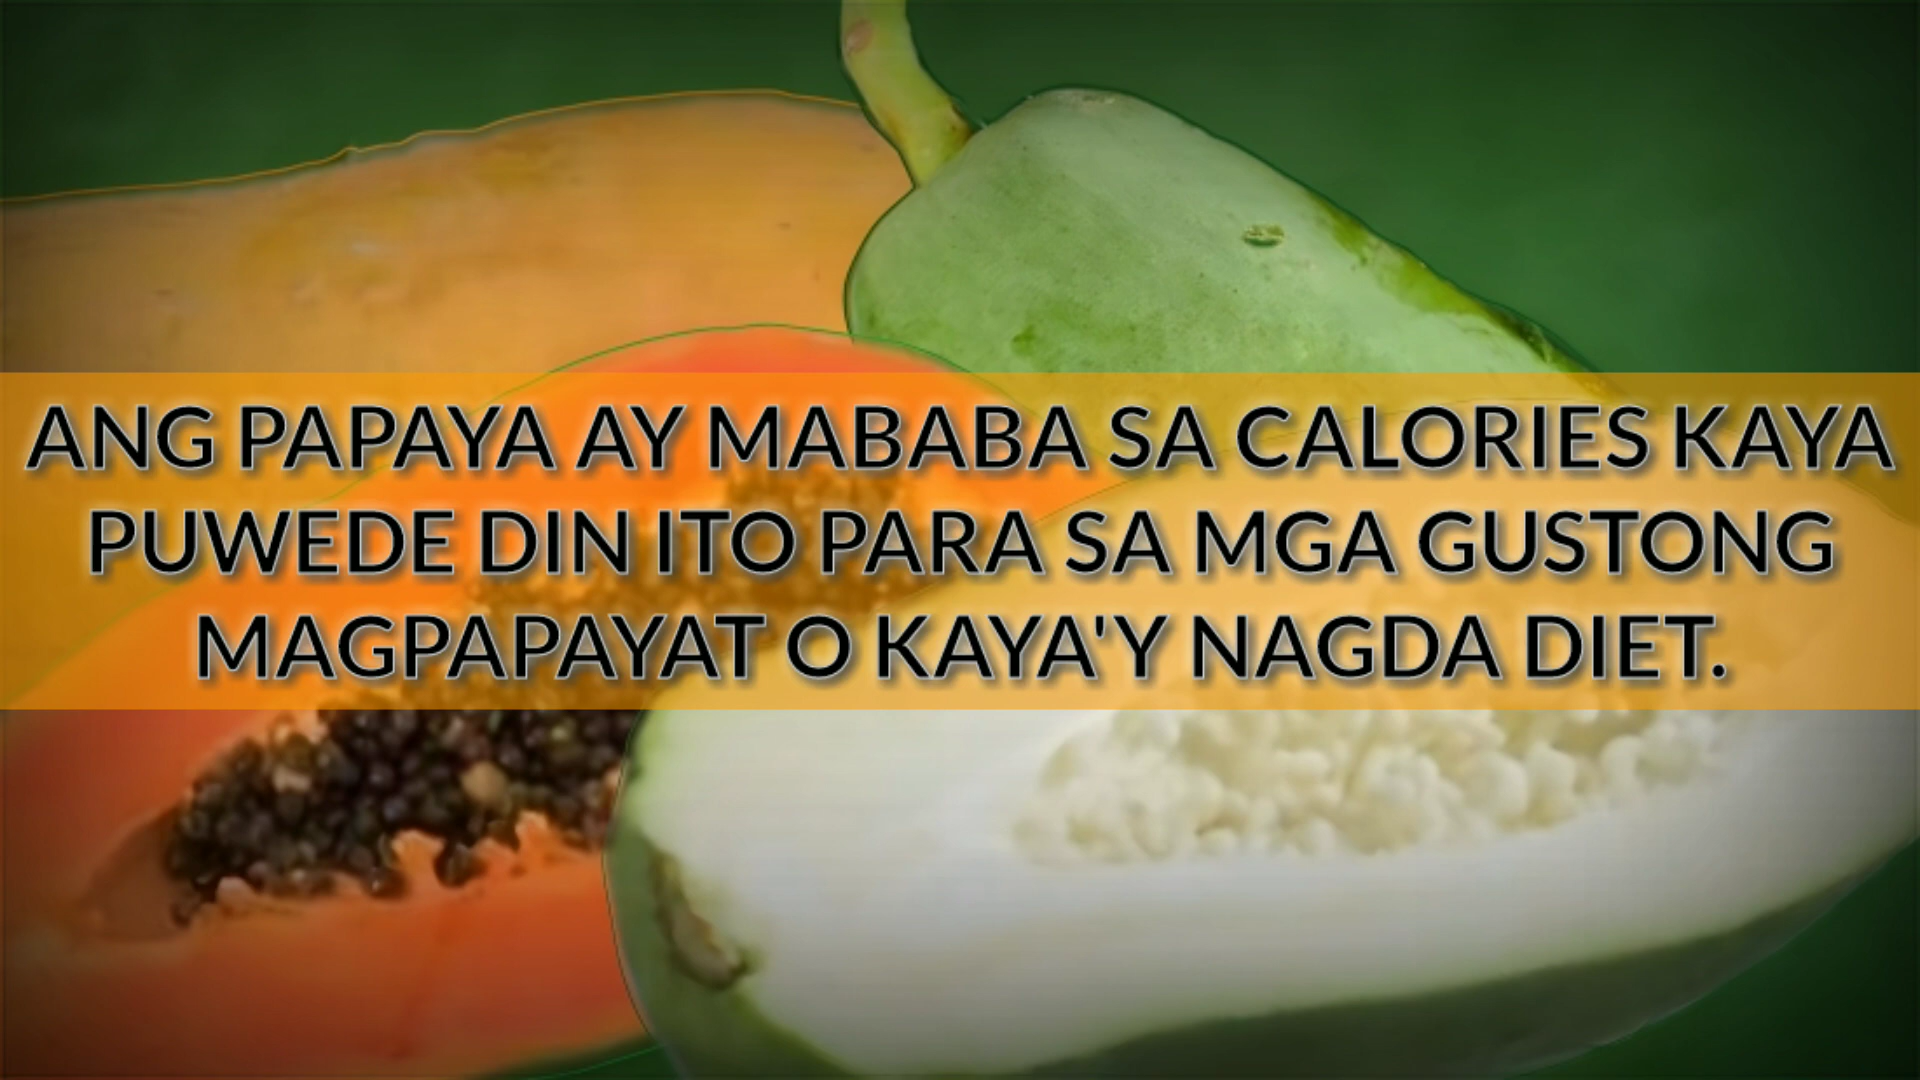 ANG PAPAYA AY MABABA SA CALORIES KAYA
PUWEDE DIN ITO PARA SA MGA GUSTONG
MAGPAPAYAT O KAYA'Y NAGDA DIET.